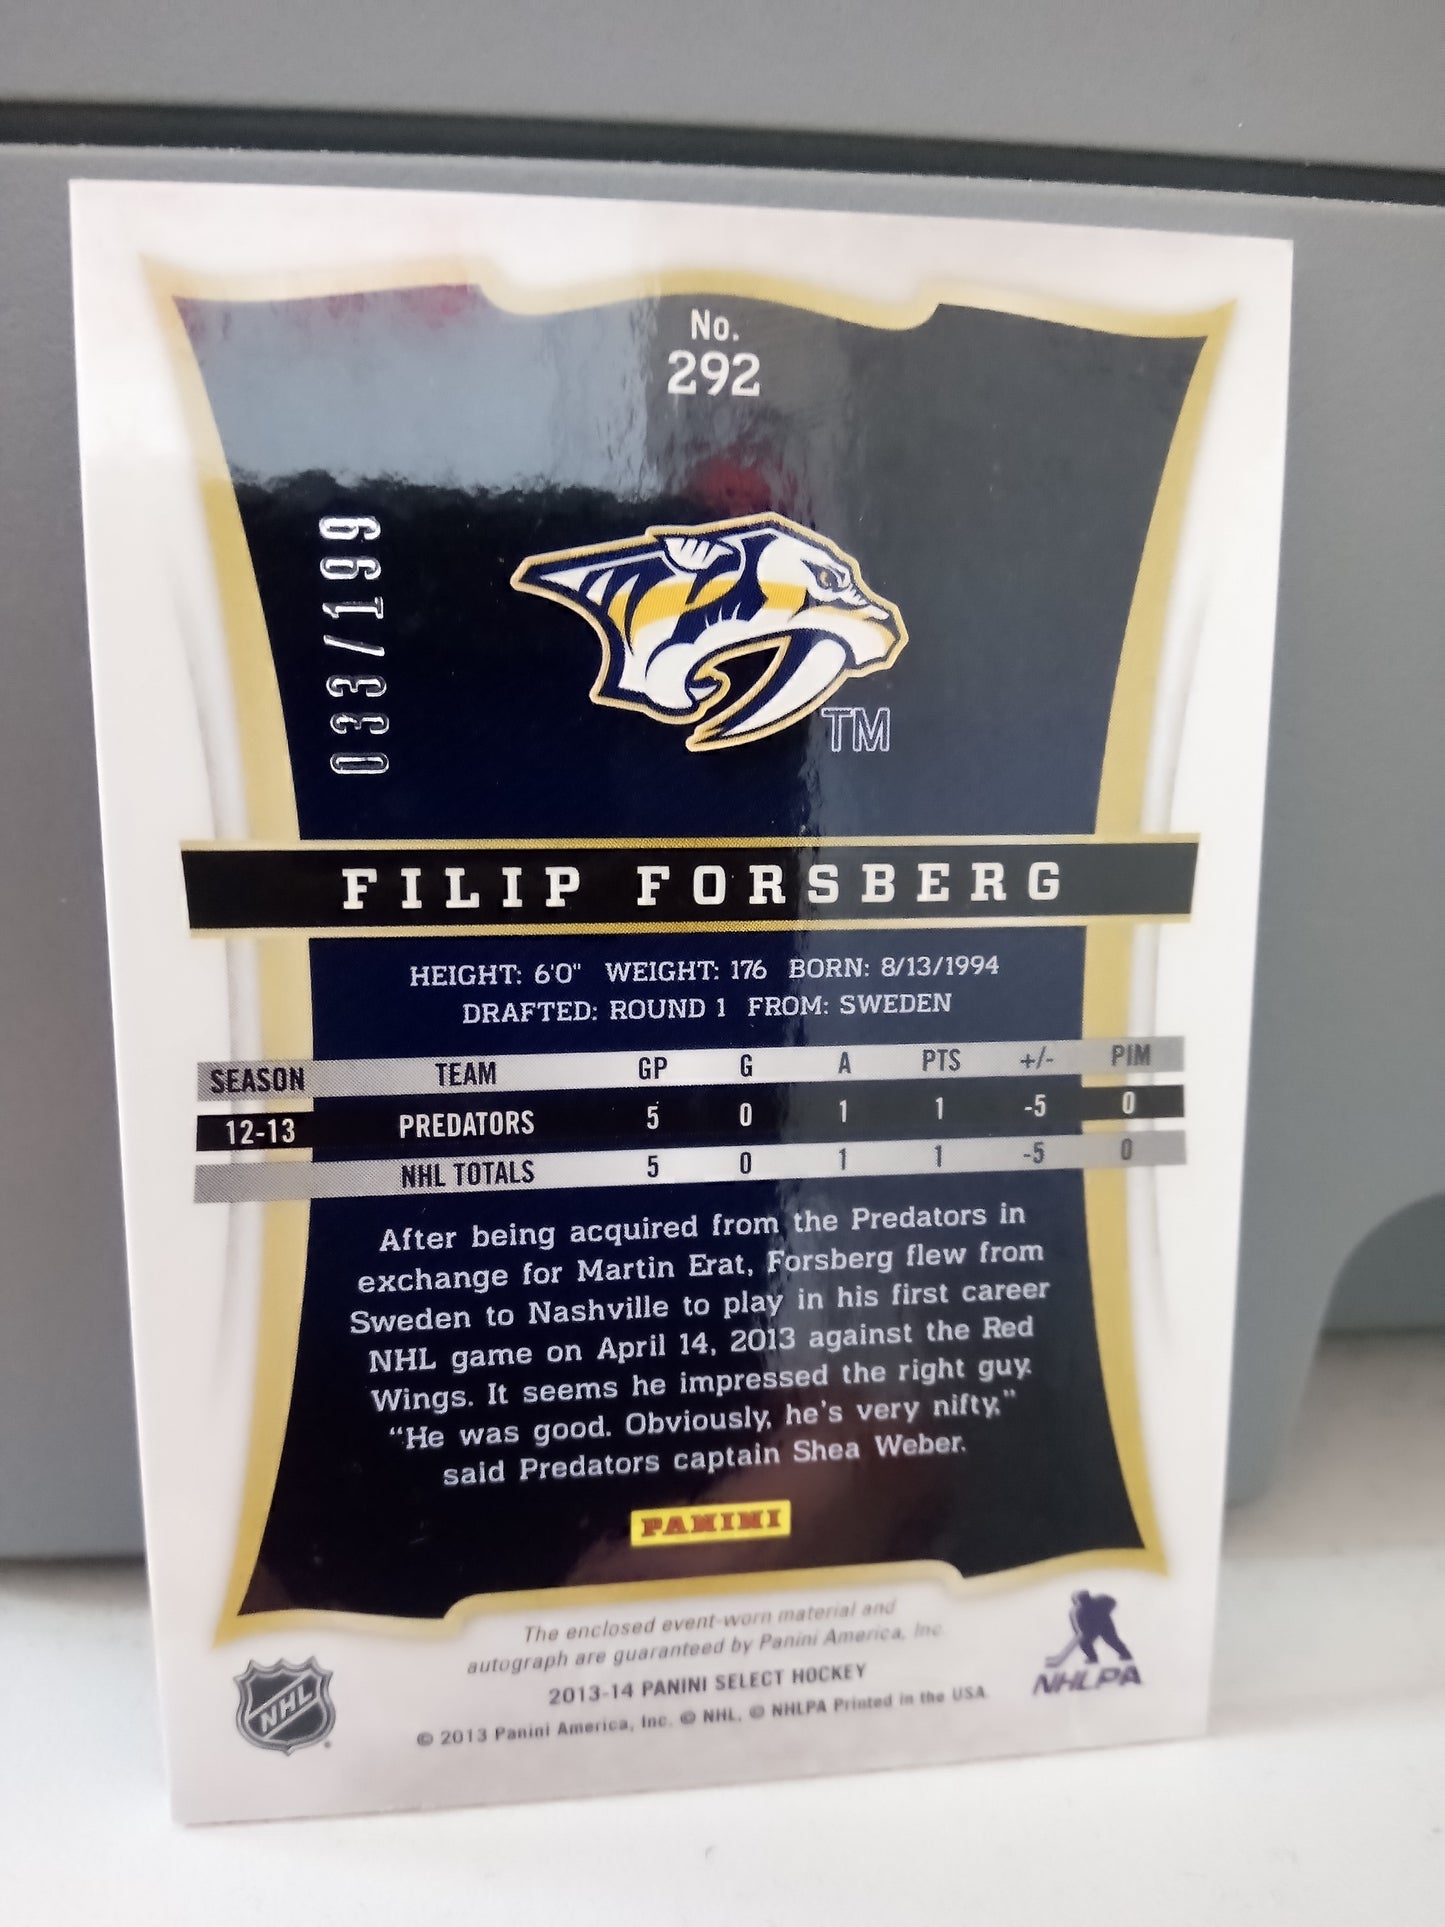 No.
292
033/199
TM
FILIP FORSBERG
HEIGHT: 6'0" WEIGHT: 176 BORN: 8/13/1994
DRAFTED: ROUND 1 FROM: SWEDEN
SEASON TEAM GP G A PTS +/- PIM
12-13 PREDATORS 5 0 1 1 -5 0
NHL TOTALS 5 0 1 1 -5 0
After being acquired from the Predators in
exchange for Martin Erat, Forsberg flew from
Sweden to Nashville to play in his first career
NHL game on April 14, 2013 against the Red
Wings. It seems he impressed the right guy.
“He was good. Obviously, he's very nifty,”
said Predators captain Shea Weber.
PANINI
The enclosed event-worn material and
autograph are guaranteed by Panini America, Inc.
2013-14 PANINI SELECT HOCKEY
© 2013 Panini America, Inc. © NHL. © NHLPA Printed in the USA
NHL
NHLPA